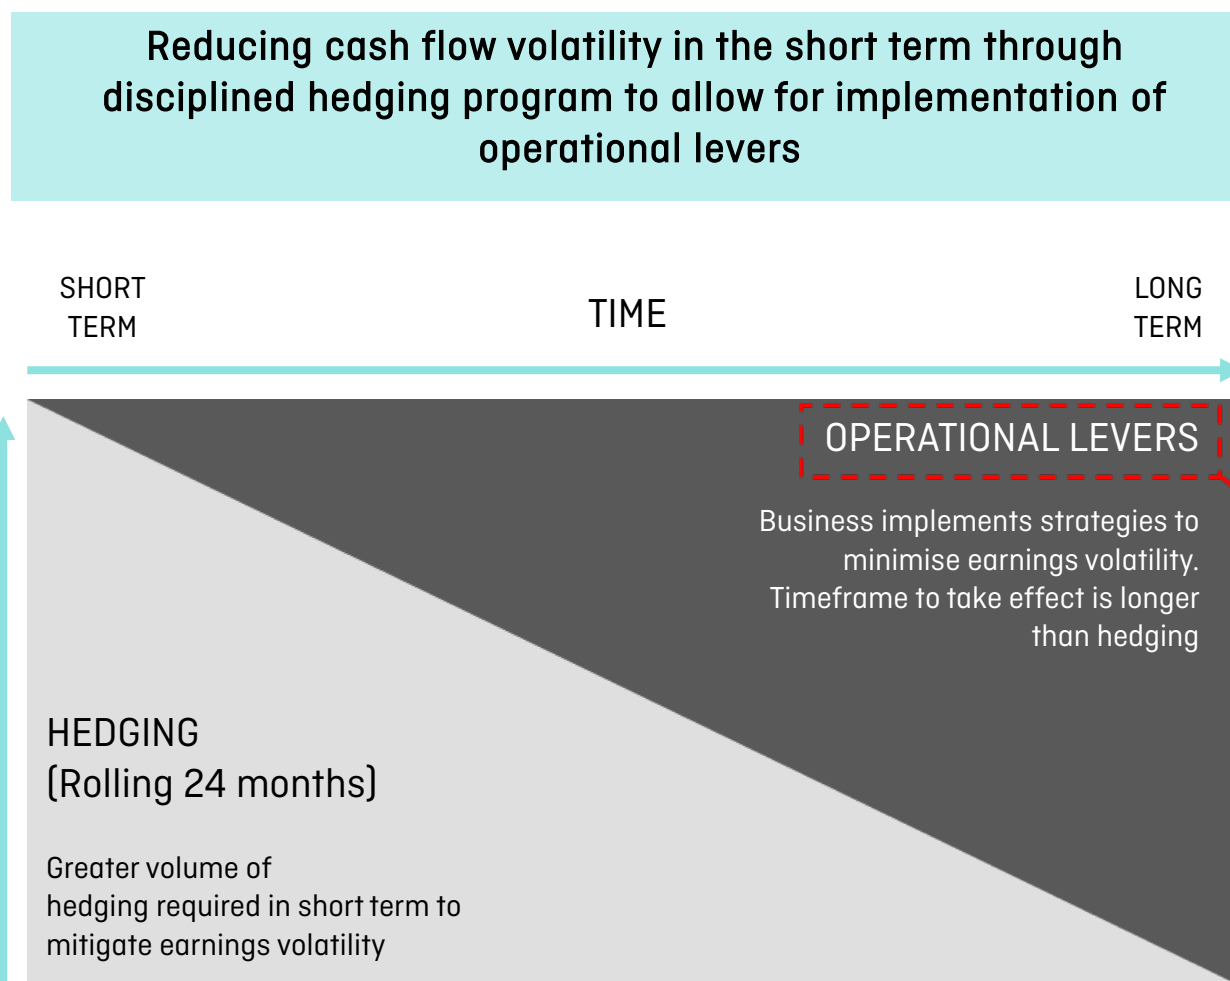 Reducing cash flow volatility in the short term through
disciplined hedging program to allow for implementation of
operational levers
SHORT
TERM
TIME
LONG
TERM
OPERATIONAL LEVERS
Business implements strategies to
minimise earnings volatility.
Timeframe to take effect is longer
than hedging
HEDGING
(Rolling 24 months)
Greater volume of
hedging required in short term to
mitigate earnings volatility